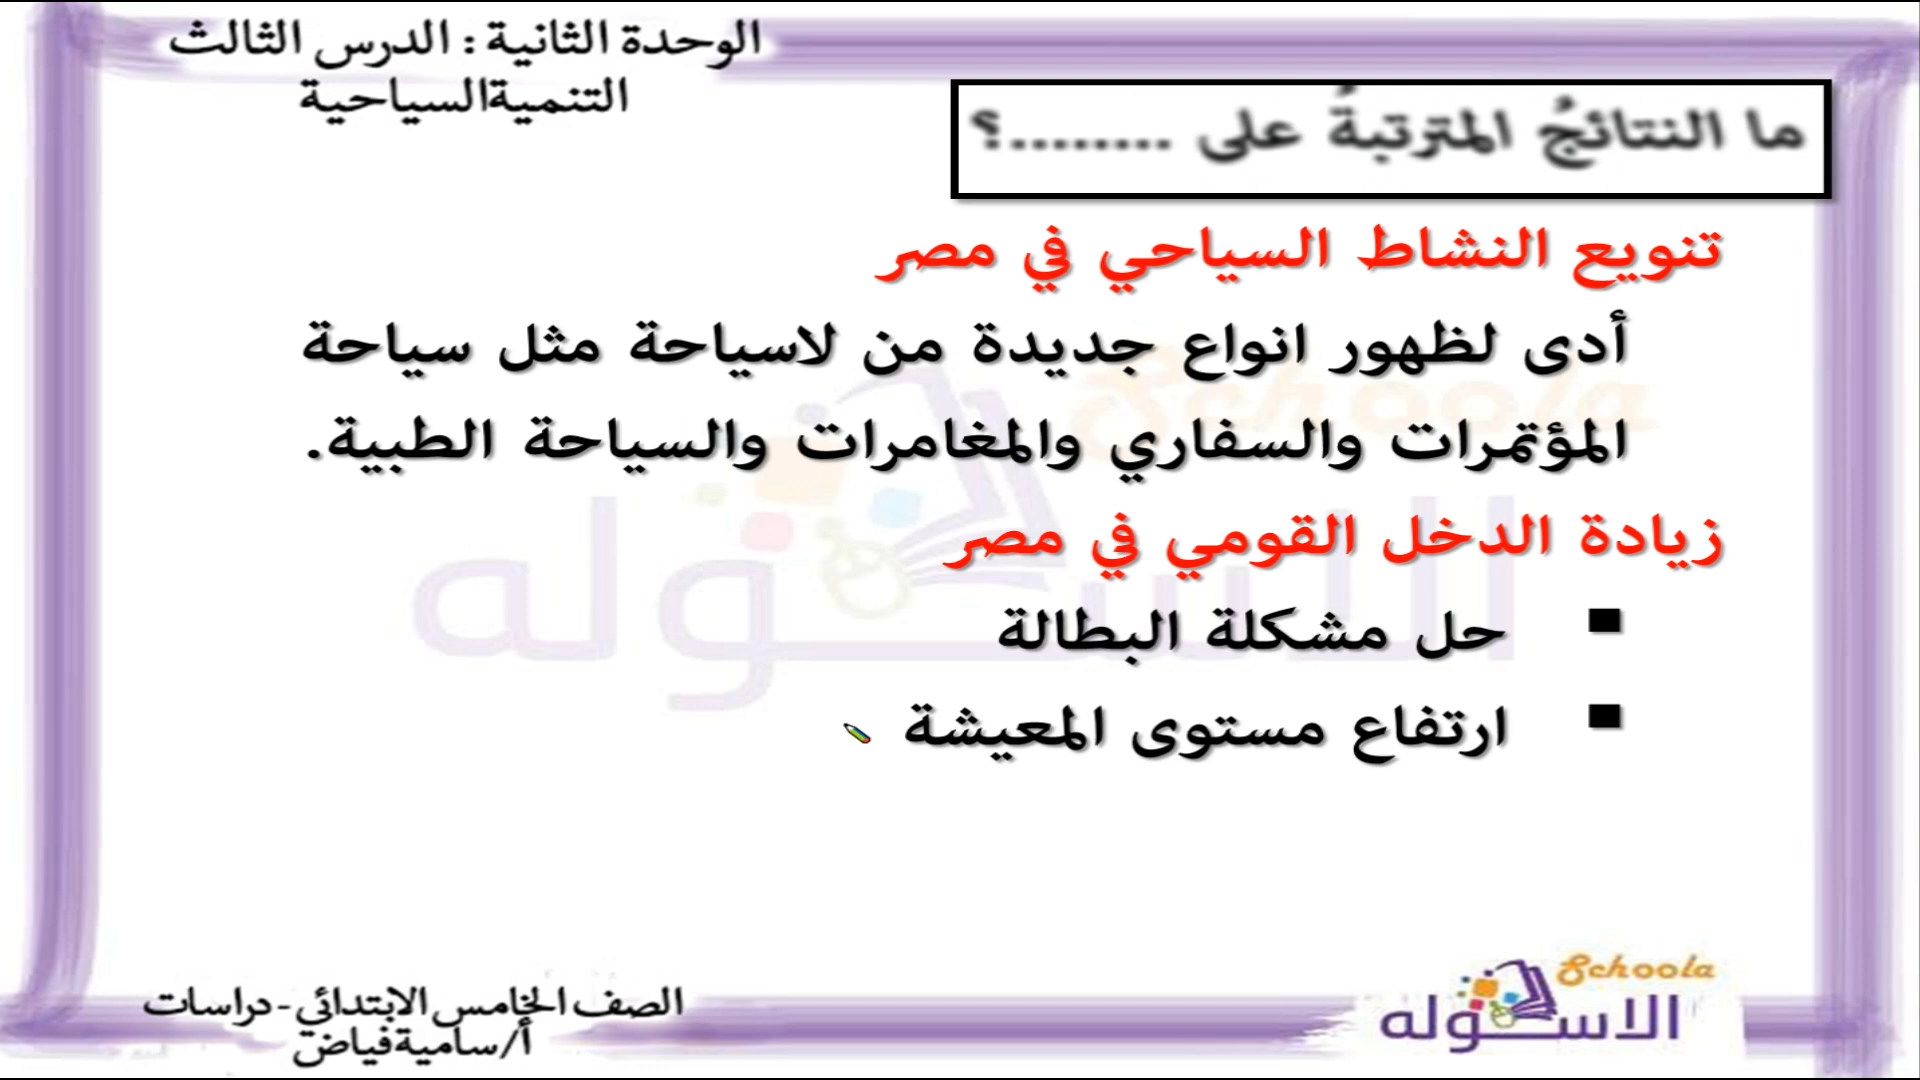 الوحدة الثانية : الدرس الثالث
التنميةالسياحية
ما النتائجُ المترتبةُ على ........؟
تنويع النشاط السياحي في مصر
أدى لظهور انواع جديدة من لاسياحة مثل سياحة
المؤتمرات والسفاري والمغامرات والسياحة الطبية.
زيادة الدخل القومي في مصر
▪ حل مشكلة البطالة
▪ ارتفاع مستوى المعيشة
الصف الخامس الابتدائي - دراسات
أ/ساميةفياض
Schoola
الاسكوله